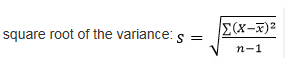 square root of the variance: s = √(∑(X−x̅)² / n−1)